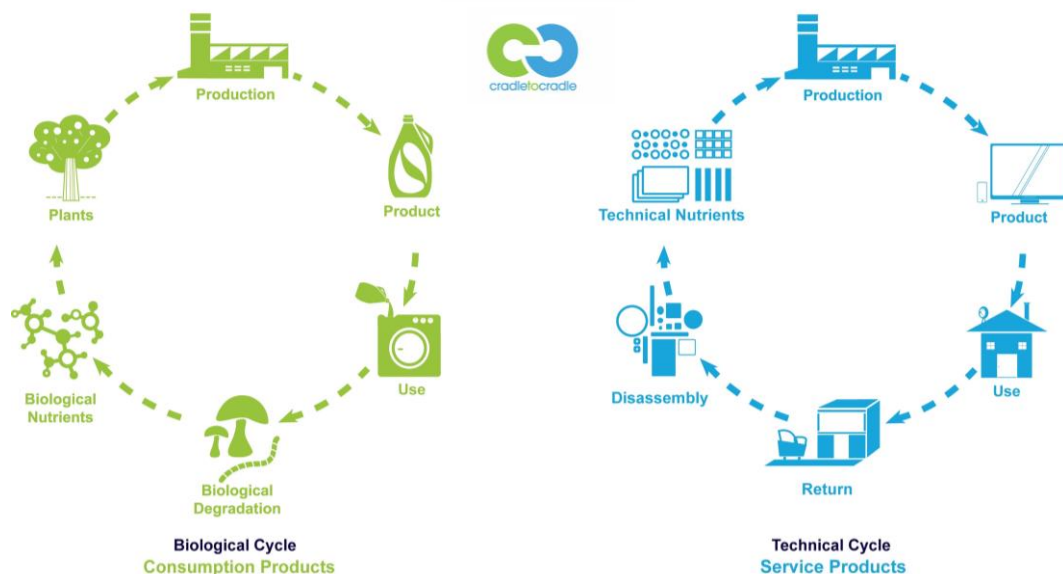 Production
Product
Use
Biological
Degradation
Biological
Nutrients
Plants
Biological Cycle
Consumption Products
cradletocradle
Production
Product
Use
Return
Disassembly
Technical Nutrients
Technical Cycle
Service Products